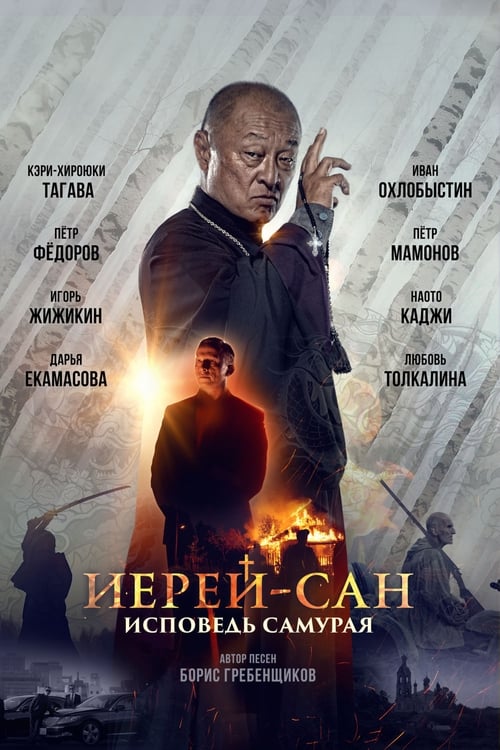 КЭРИ-ХИРОЮКИ
ТАГАВА
ИВАН
ОХЛОБЫСТИН
ПЁТР
ФЁДОРОВ
ПЁТР
МАМОНОВ
ИГОРЬ
ЖИЖИКИН
НАОТО
КАДЖИ
ДАРЬЯ
ЕКАМАСОВА
ЛЮБОВЬ
ТОЛКАЛИНА
ИЕРЕЙ-САН
ИСПОВЕДЬ САМУРАЯ
АВТОР ПЕСЕН
БОРИС ГРЕБЕНЩИКОВ